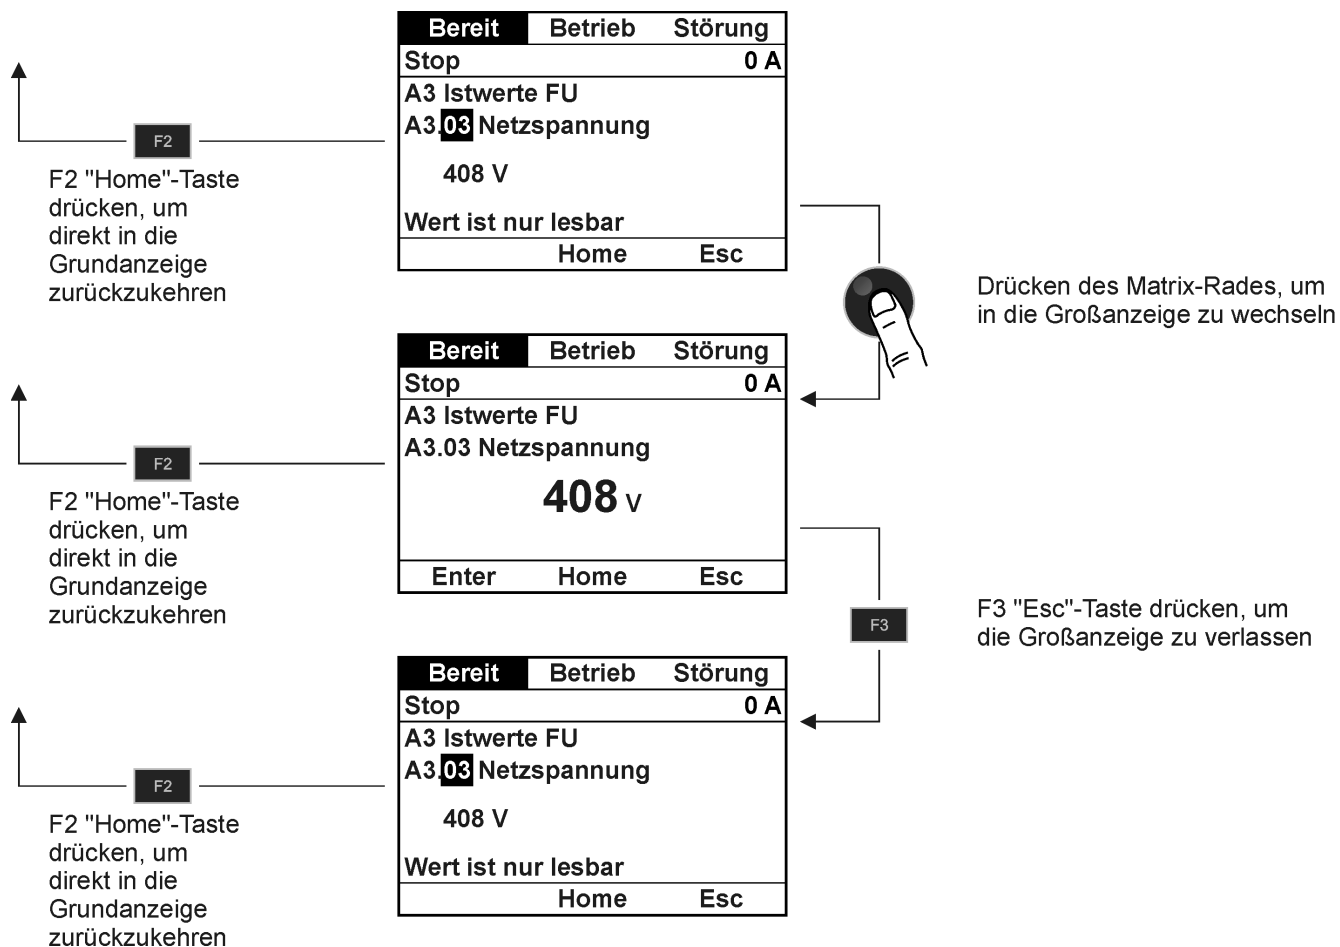 Bereit Betrieb Störung
Stop 0 A
A3 Istwerte FU
A3.03 Netzspannung
408 V
Wert ist nur lesbar
Home Esc
F2
F2 "Home"-Taste
drücken, um
direkt in die
Grundanzeige
zurückzukehren
Drücken des Matrix-Rades, um
in die Großanzeige zu wechseln
Bereit Betrieb Störung
Stop 0 A
A3 Istwerte FU
A3.03 Netzspannung
408 V
Enter Home Esc
F2
F2 "Home"-Taste
drücken, um
direkt in die
Grundanzeige
zurückzukehren
F3
F3 "Esc"-Taste drücken, um
die Großanzeige zu verlassen
Bereit Betrieb Störung
Stop 0 A
A3 Istwerte FU
A3.03 Netzspannung
408 V
Wert ist nur lesbar
Home Esc
F2
F2 "Home"-Taste
drücken, um
direkt in die
Grundanzeige
zurückzukehren